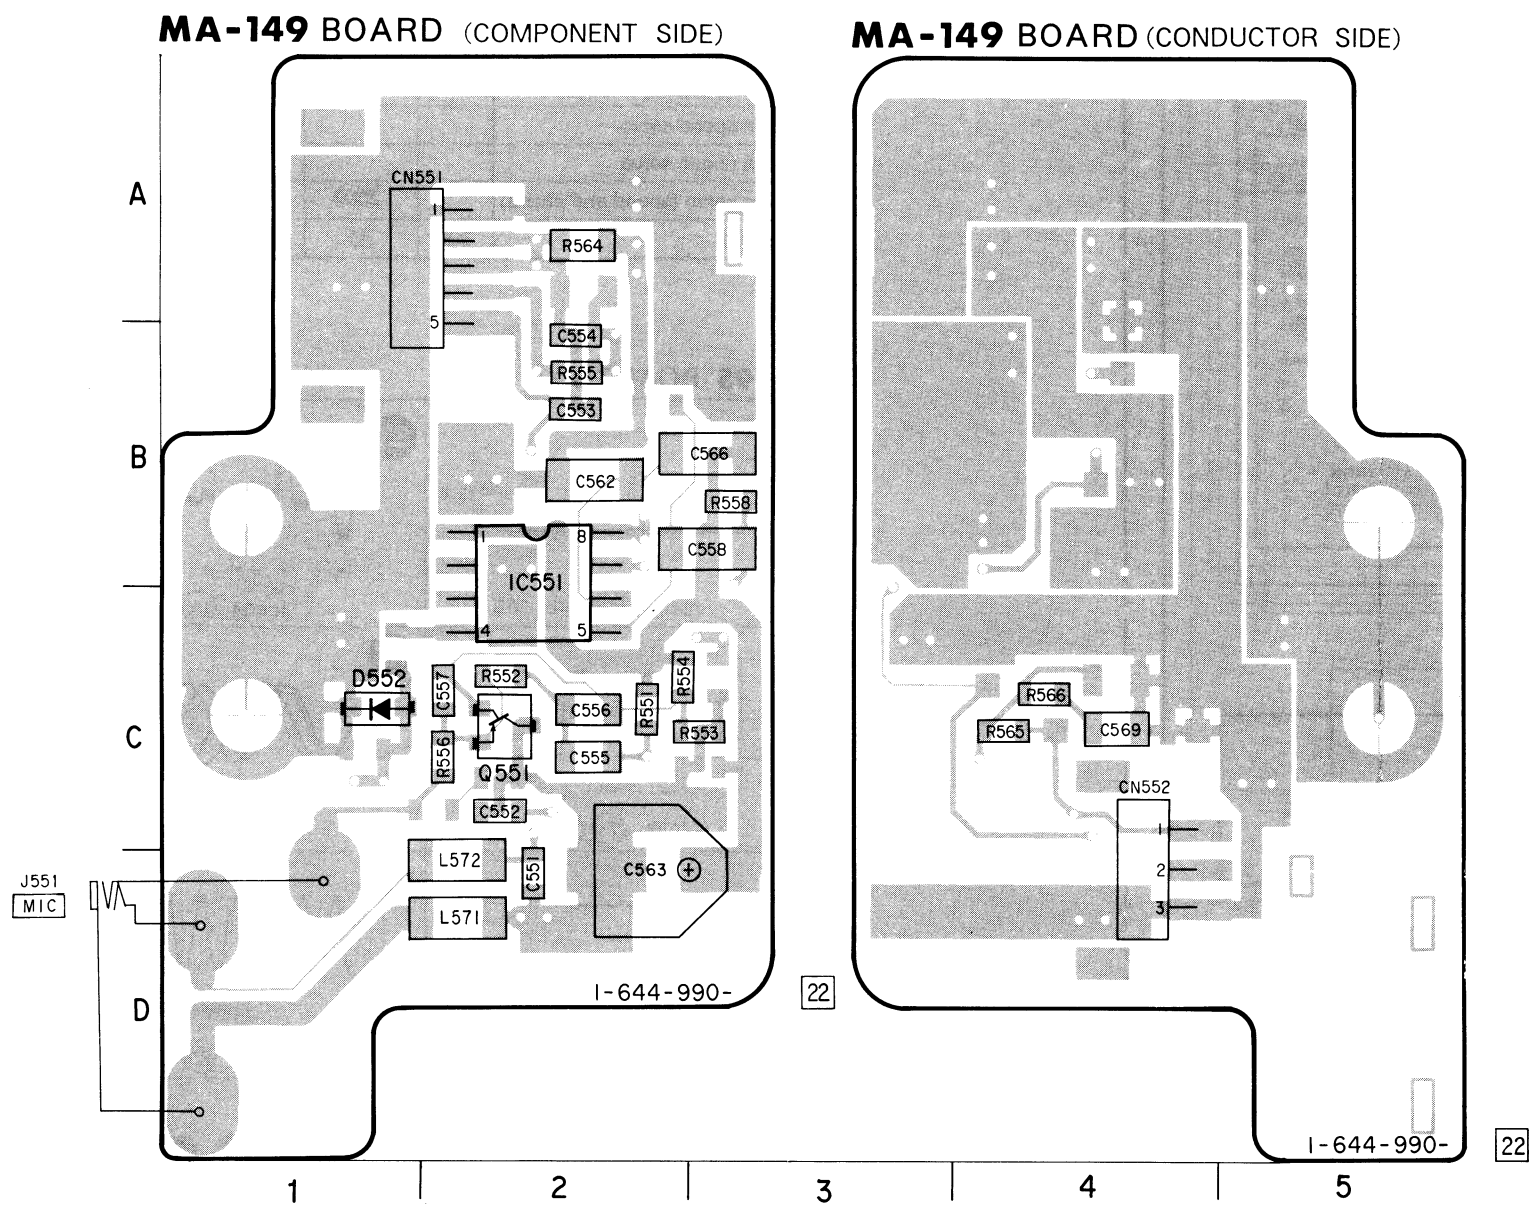 MA-149 BOARD (COMPONENT SIDE)
MA-149 BOARD (CONDUCTOR SIDE)
A
CN551
1
R564
5
C554
R555
C553
B
C566
C562
R558
1
8
C558
IC551
4
5
D552
C557
R552
R554
R551
C556
R553
C
R556
C555
Q551
C552
R566
R565
C569
CN552
1
2
3
L572
C551
C563
J551
MIC
L571
D
1-644-990-
22
1-644-990-
22
1
2
3
4
5